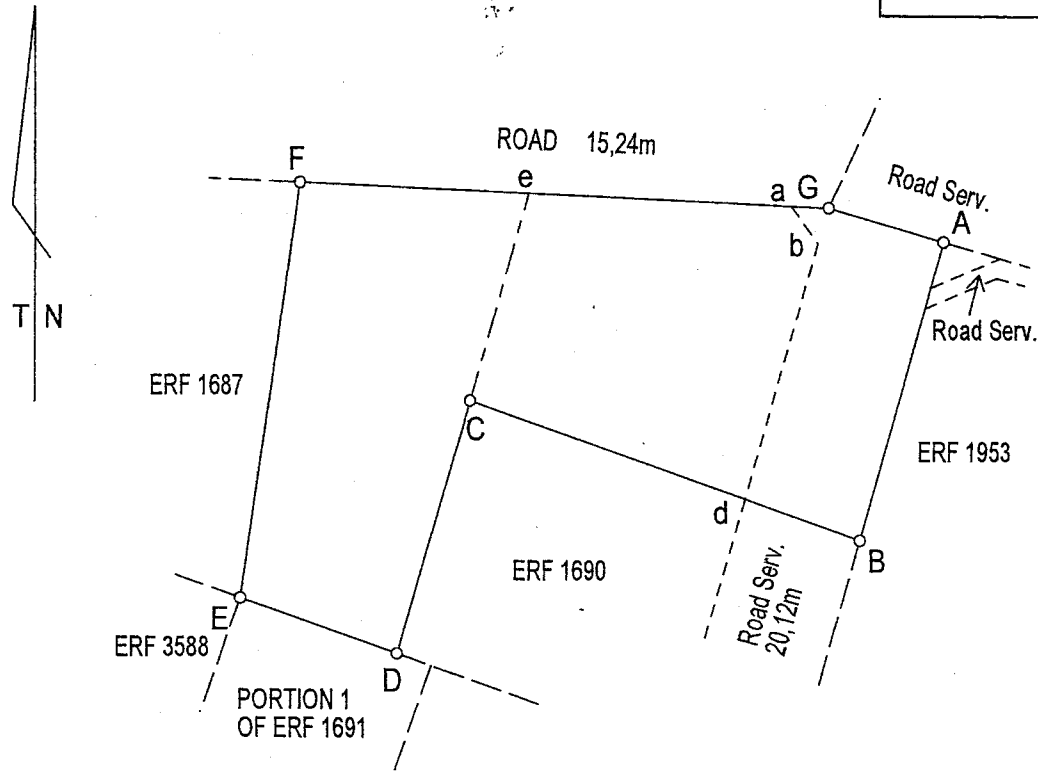 ROAD 15,24m
F
e
a G
Road Serv.
A
b
T N
Road Serv.
ERF 1687
C
ERF 1953
d
B
ERF 1690
Road Serv.
20,12m
E
ERF 3588
D
PORTION 1
OF ERF 1691